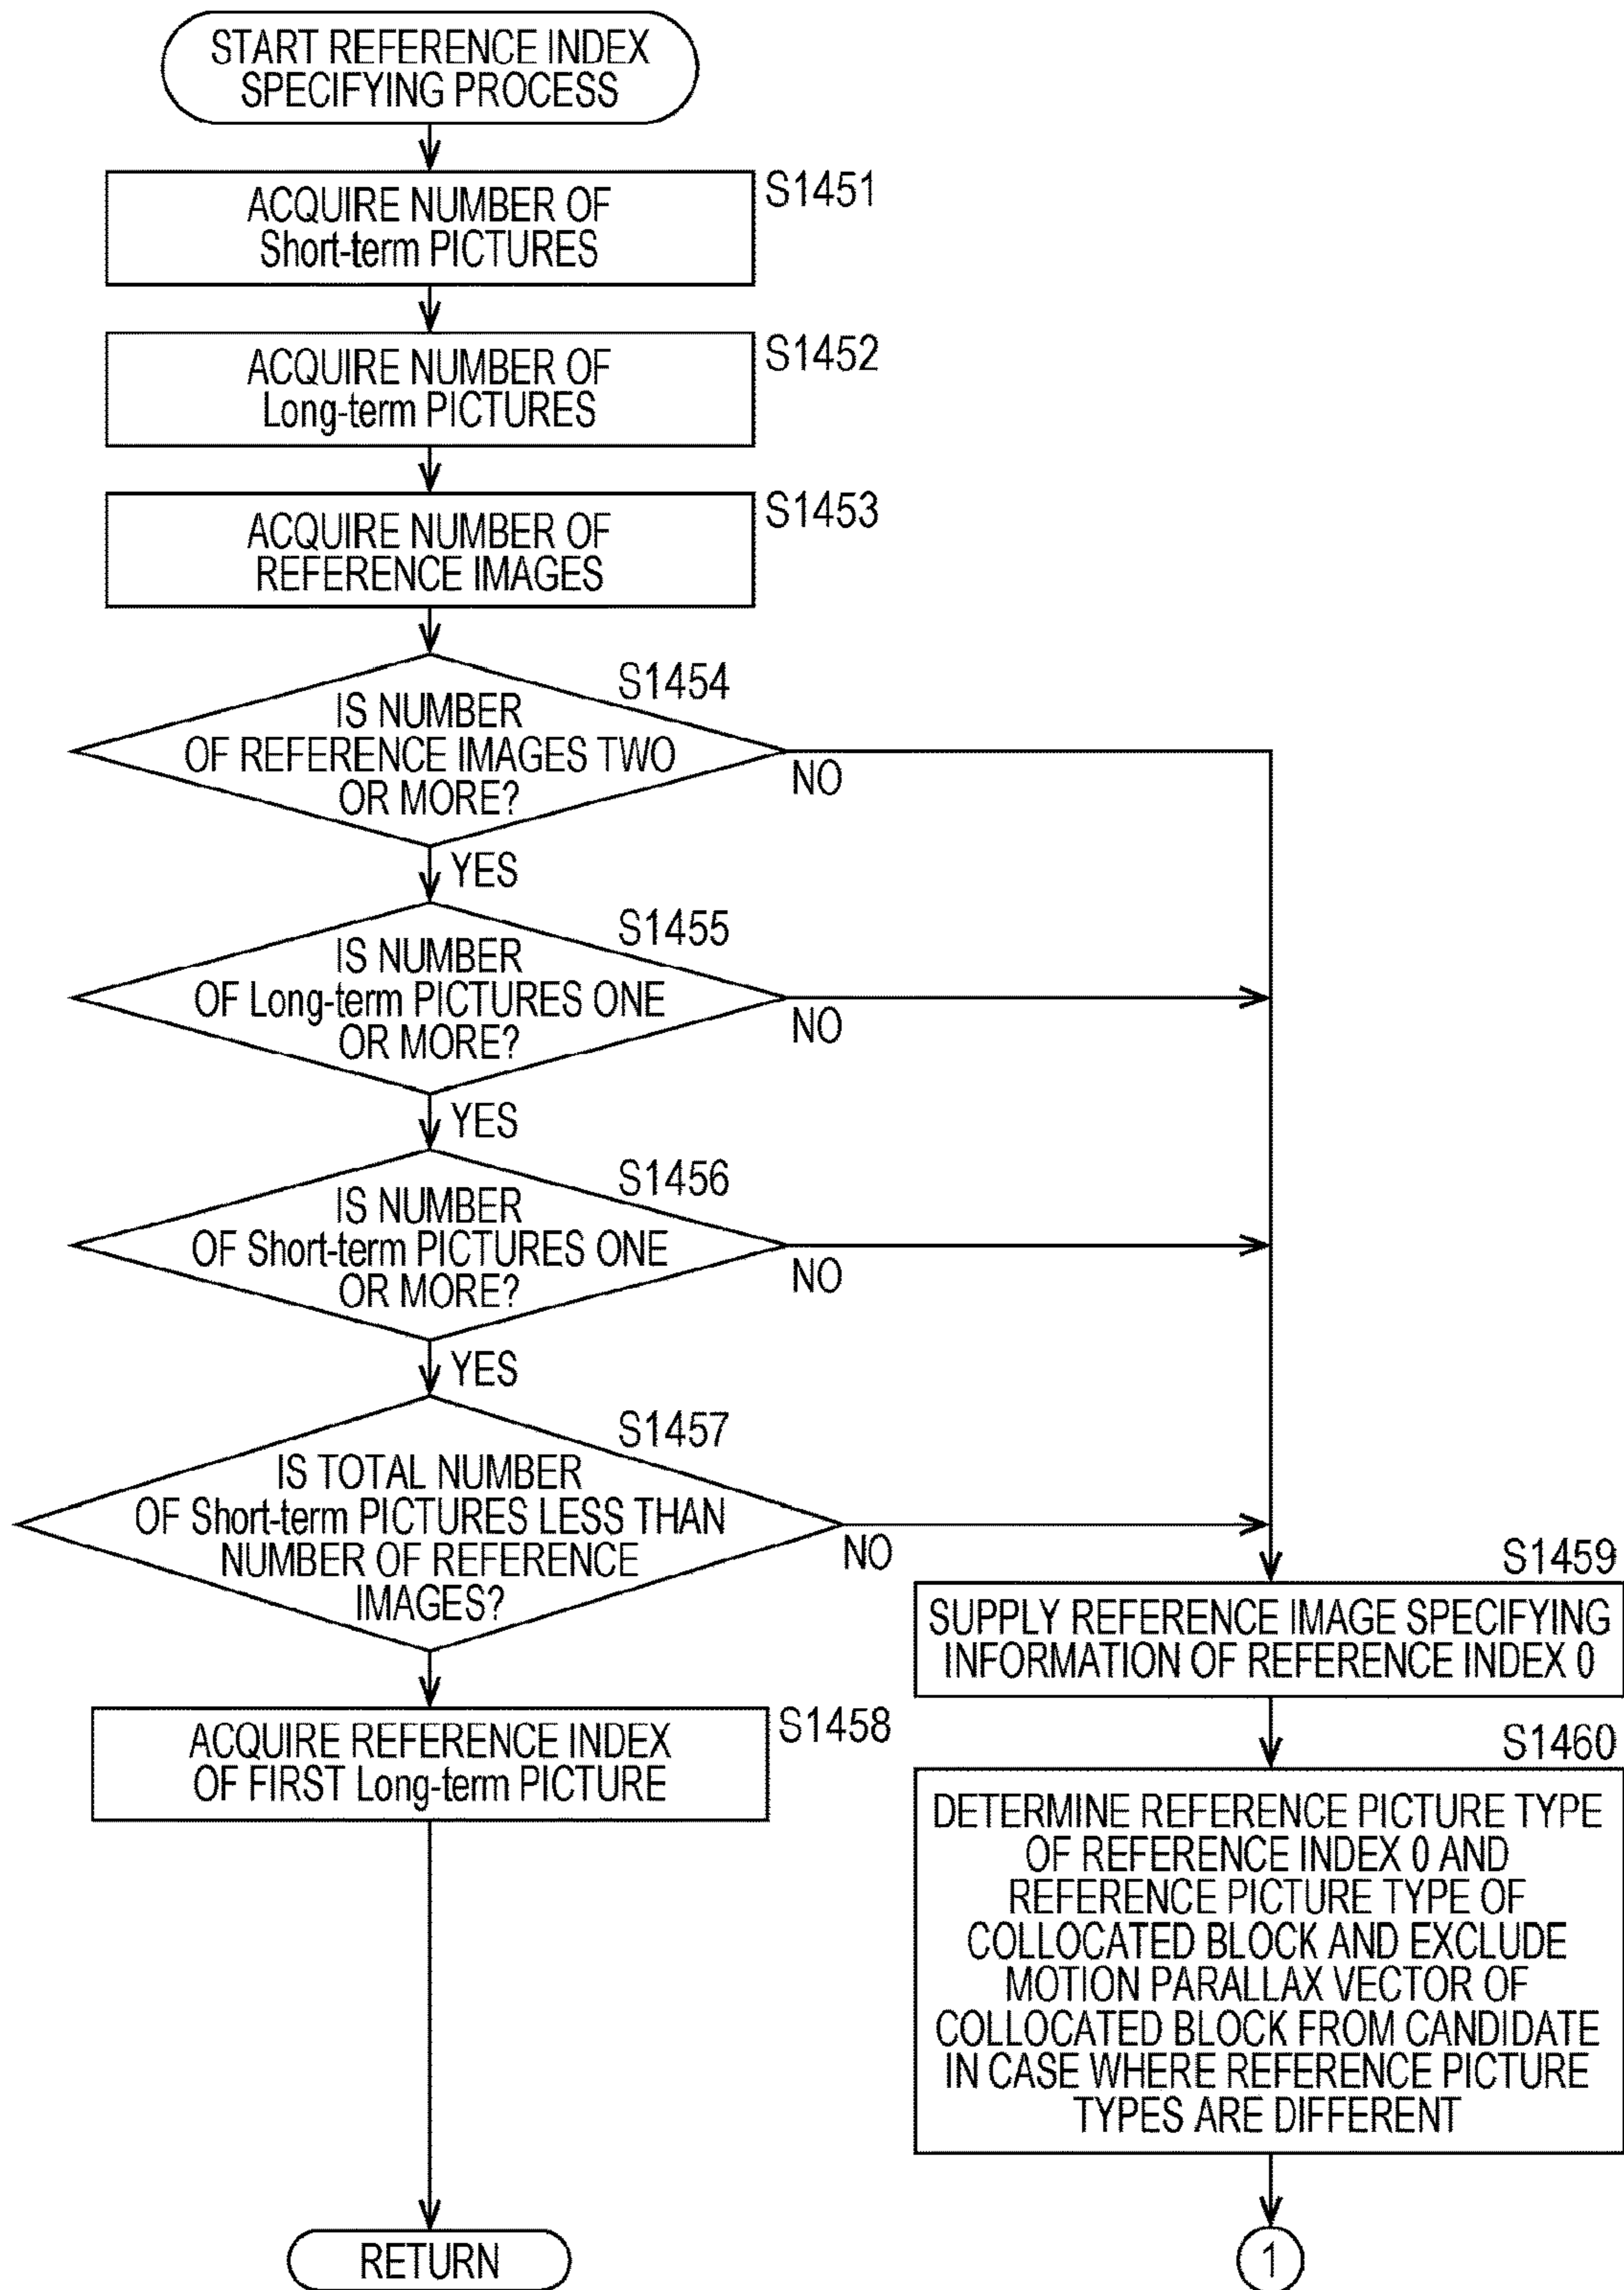 START REFERENCE INDEX
SPECIFYING PROCESS
ACQUIRE NUMBER OF
Short-term PICTURES
S1451
ACQUIRE NUMBER OF
Long-term PICTURES
S1452
ACQUIRE NUMBER OF
REFERENCE IMAGES
S1453
S1454
IS NUMBER
OF REFERENCE IMAGES TWO
OR MORE?
NO
YES
S1455
IS NUMBER
OF Long-term PICTURES ONE
OR MORE?
NO
YES
S1456
IS NUMBER
OF Short-term PICTURES ONE
OR MORE?
NO
YES
S1457
IS TOTAL NUMBER
OF Short-term PICTURES LESS THAN
NUMBER OF REFERENCE
IMAGES?
NO
S1458
ACQUIRE REFERENCE INDEX
OF FIRST Long-term PICTURE
RETURN
S1459
SUPPLY REFERENCE IMAGE SPECIFYING
INFORMATION OF REFERENCE INDEX 0
S1460
DETERMINE REFERENCE PICTURE TYPE
OF REFERENCE INDEX 0 AND
REFERENCE PICTURE TYPE OF
COLLOCATED BLOCK AND EXCLUDE
MOTION PARALLAX VECTOR OF
COLLOCATED BLOCK FROM CANDIDATE
IN CASE WHERE REFERENCE PICTURE
TYPES ARE DIFFERENT
1